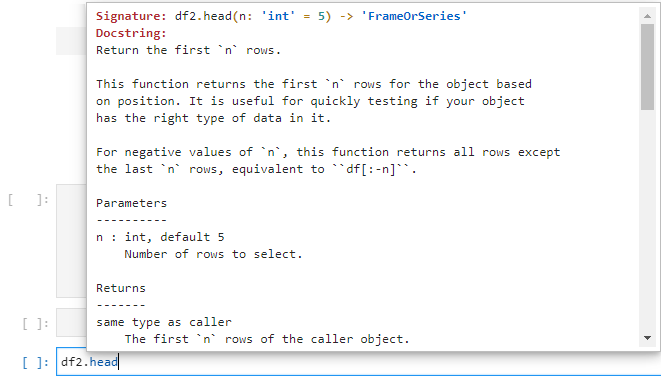 Signature: df2.head(n: 'int' = 5) -> 'FrameOrSeries'
Docstring:
Return the first `n` rows.

This function returns the first `n` rows for the object based
on position. It is useful for quickly testing if your object
has the right type of data in it.

For negative values of `n`, this function returns all rows except
the last `n` rows, equivalent to ``df[:-n]``.

Parameters
----------
n : int, default 5
    Number of rows to select.

Returns
-------
same type as caller
    The first `n` rows of the caller object.
[ ]:
[ ]:
[ ]: df2.head